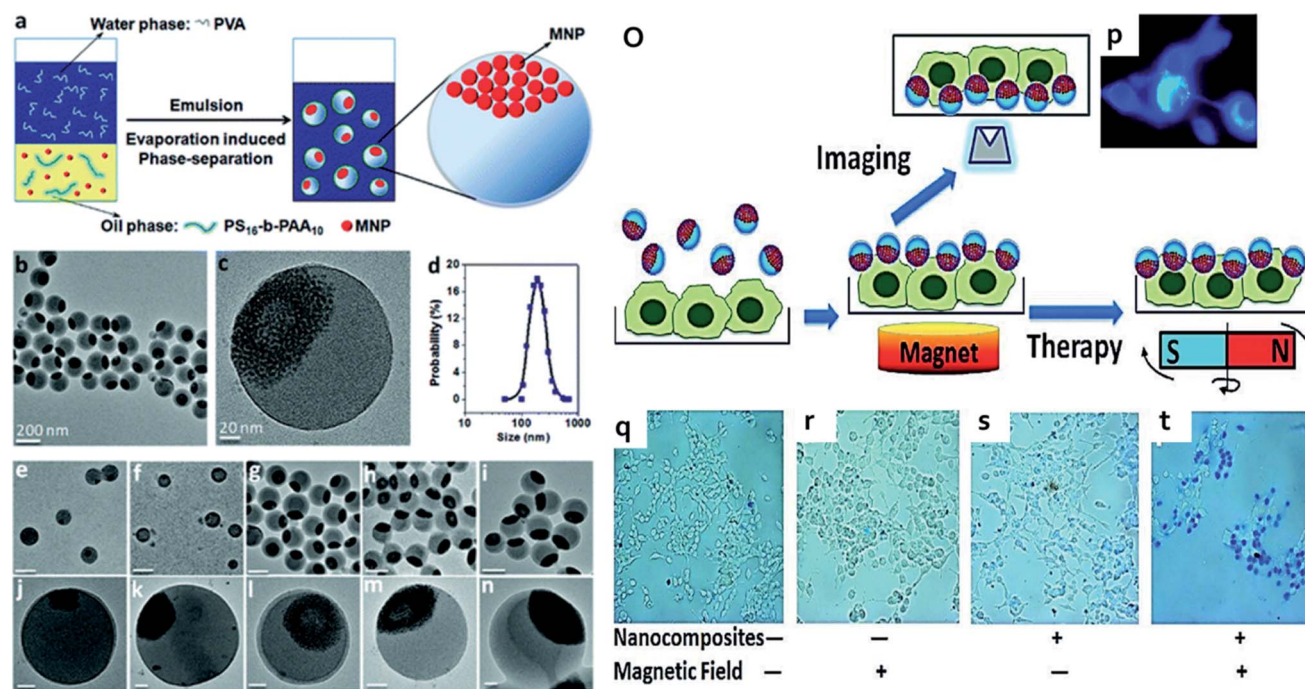 a
Water phase: PVA
Emulsion
Evaporation induced
Phase-separation
MNP
Oil phase: PS₁₆-b-PAA₁₀ MNP
b
200 nm
c
20 nm
d
Probability (%)
20
16
12
8
4
0
10
100
1000
Size (nm)
e
f
g
h
i
j
k
l
m
n
O
p
Imaging
Magnet
Therapy
S
N
q
r
s
t
Nanocomposites — — + +
Magnetic Field — + — +